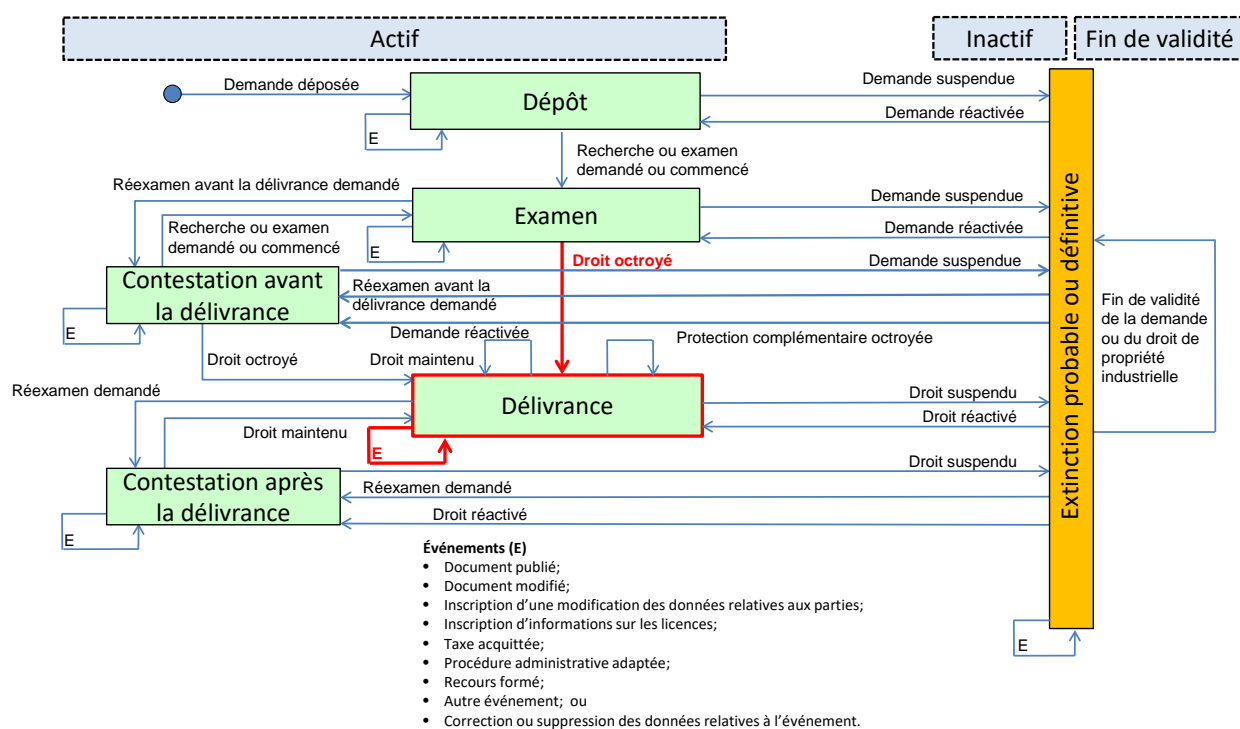 Actif
Inactif
Fin de validité
Demande déposée
Dépôt
Demande suspendue
Demande réactivée
E
Recherche ou examen
demandé ou commencé
Réexamen avant la délivrance demandé
Examen
Demande suspendue
Demande réactivée
Recherche ou examen
demandé ou commencé
E
Droit octroyé
Demande suspendue
Contestation avant
la délivrance
Réexamen avant la
délivrance demandé
Fin de validité
de la demande
ou du droit de
propriété
industrielle
E
Demande réactivée
Protection complémentaire octroyée
Droit octroyé
Droit maintenu
Réexamen demandé
Délivrance
Droit suspendu
Droit réactivé
Droit maintenu
E
Droit suspendu
Contestation après
la délivrance
Réexamen demandé
Droit réactivé
E
Extinction probable ou définitive
Événements (E)
• Document publié;
• Document modifié;
• Inscription d’une modification des données relatives aux parties;
• Inscription d’informations sur les licences;
• Taxe acquittée;
• Procédure administrative adaptée;
• Recours formé;
• Autre événement; ou
• Correction ou suppression des données relatives à l’événement.
E